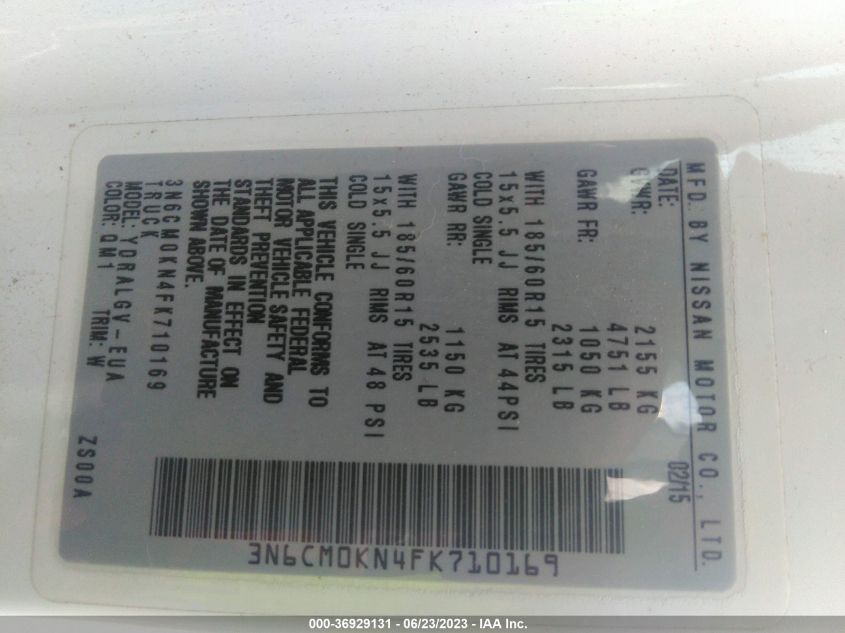 MFD. BY NISSAN MOTOR CO., LTD.
DATE: 02/15
GVWR: 2155 KG
4751 LB
GAWR FR: 1050 KG
2315 LB
WITH 185/60R15 TIRES
15x5.5 JJ RIMS AT 44PSI
COLD SINGLE
GAWR RR: 1150 KG
2535 LB
WITH 185/60R15 TIRES
15x5.5 JJ RIMS AT 48 PSI
COLD SINGLE
THIS VEHICLE CONFORMS TO
ALL APPLICABLE FEDERAL
MOTOR VEHICLE SAFETY AND
THEFT PREVENTION
STANDARDS IN EFFECT ON
THE DATE OF MANUFACTURE
SHOWN ABOVE.
3N6CM0KN4FK710169
TRUCK
MODEL: YDRALGV-EUA
COLOR: QM1 TRIM: W ZS00A
3N6CM0KN4FK710169
000-36929131 - 06/23/2023 - IAA Inc.